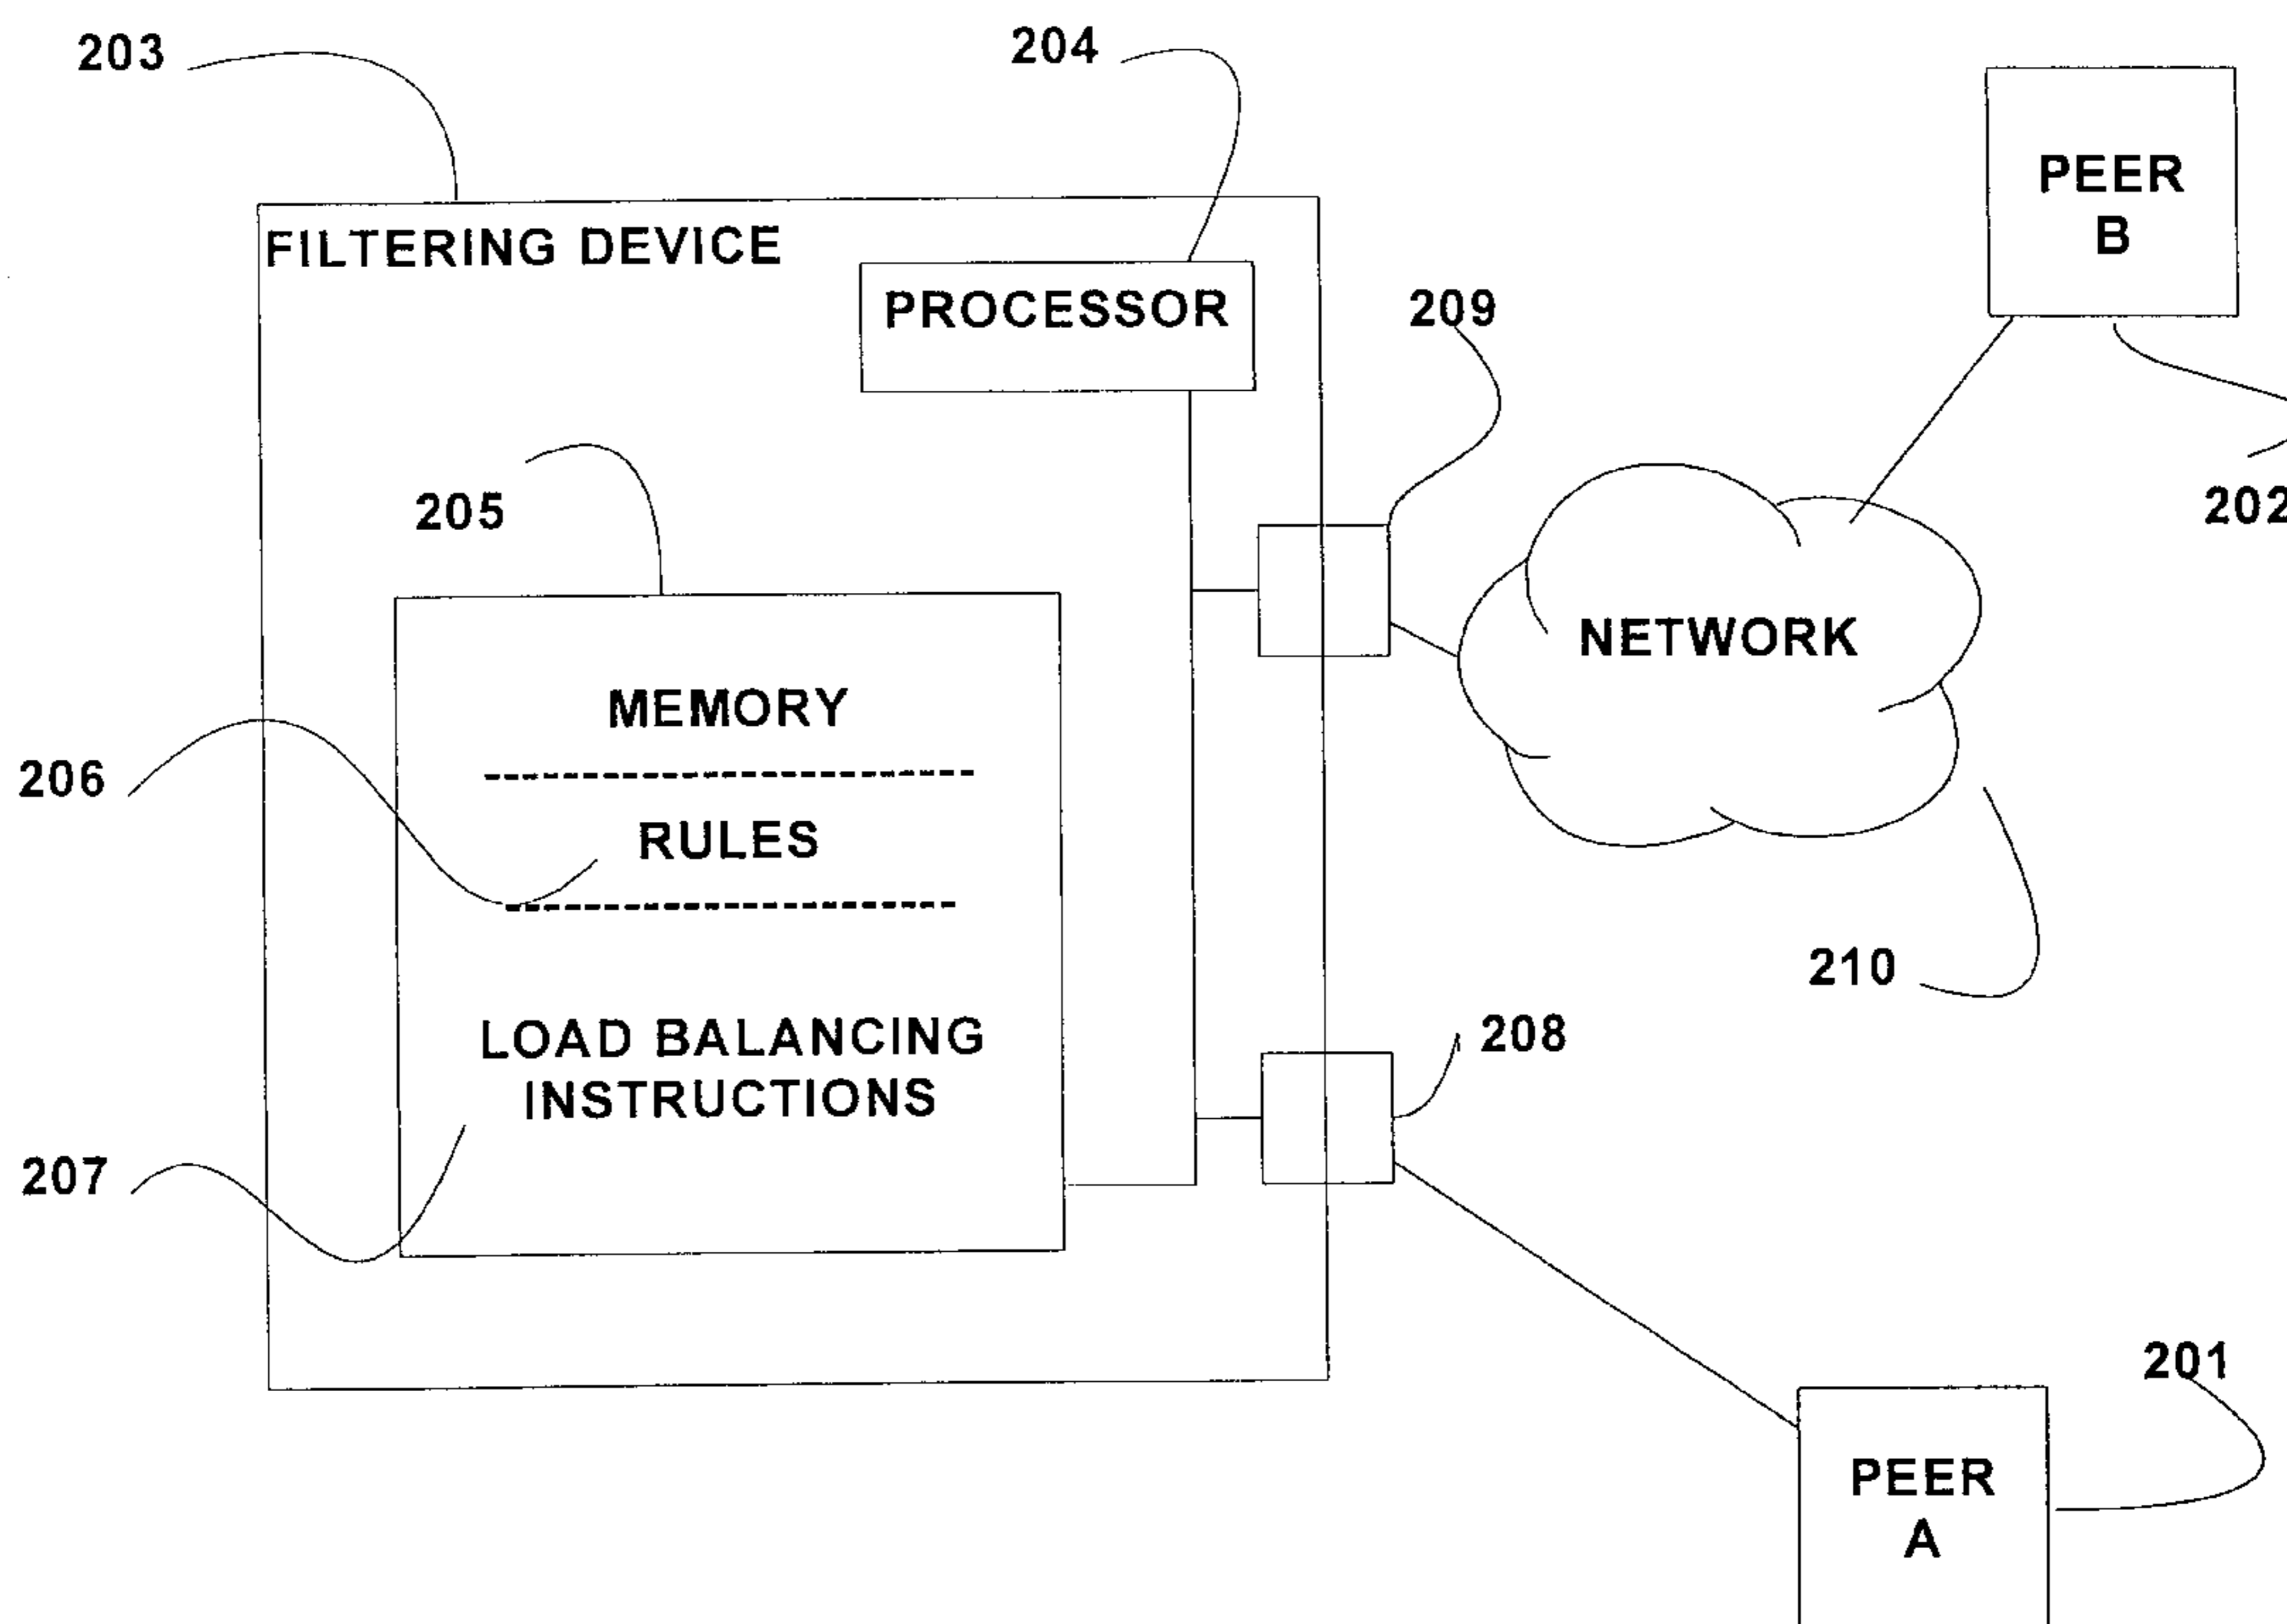 203
204
PEER
B
FILTERING DEVICE
PROCESSOR
209
205
202
NETWORK
MEMORY
206
RULES
210
LOAD BALANCING
INSTRUCTIONS
208
207
201
PEER
A